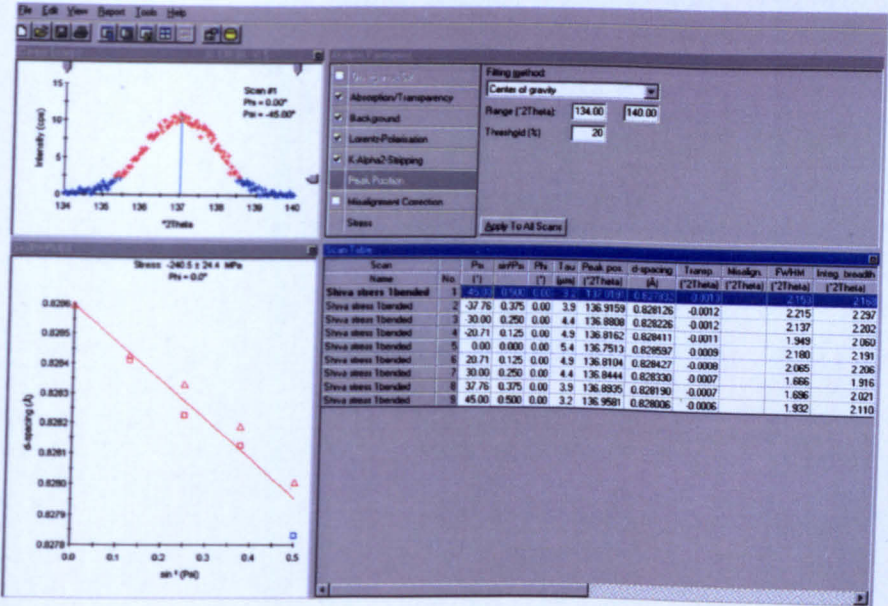 File Edit View Report Tools Help
Scan #1
Phi = 0.00°
Psi = -45.00°
Intensity (cps)
15
10
5
0
134 135 136 137 138 139 140
°2Theta
Absorption/Transparency
Background
Lorentz-Polarisation
K-Alpha2-Stripping
Peak Position
Misalignment Correction
Stress
Fitting method:
Center of gravity
Range (°2Theta): 134.00 140.00
Threshold (%) 20
Apply To All Scans
Stress: -240.5 ± 24.4 MPa
Phi = 0.0°
d-spacing (Å)
0.8286
0.8285
0.8284
0.8283
0.8282
0.8281
0.8280
0.8279
0.8278
0.0 0.1 0.2 0.3 0.4 0.5
sin² (Psi)
Scan Table
Scan Psi sin²Psi Phi Tau Peak pos. d-spacing Transp. Misalign. FWHM Integ. breadth
Name No. (°) (°) (µm) (°2Theta) (Å) (°2Theta) (°2Theta) (°2Theta) (°2Theta)
Shiva stress 1bended 1 -45.00 0.500 0.00 3.2 -0.0013 2.153
Shiva stress 1bended 2 -37.76 0.375 0.00 3.9 136.9159 0.828126 -0.0012 2.215 2.297
Shiva stress 1bended 3 -30.00 0.250 0.00 4.4 136.8808 0.828226 -0.0012 2.137 2.202
Shiva stress 1bended 4 -20.71 0.125 0.00 4.9 136.8162 0.828411 -0.0011 1.949 2.060
Shiva stress 1bended 5 0.00 0.000 0.00 5.4 136.7513 0.828597 -0.0009 2.180 2.191
Shiva stress 1bended 6 20.71 0.125 0.00 4.9 136.8104 0.828427 -0.0008 2.065 2.206
Shiva stress 1bended 7 30.00 0.250 0.00 4.4 136.8444 0.828330 -0.0007 1.666 1.916
Shiva stress 1bended 8 37.76 0.375 0.00 3.9 136.8935 0.828190 -0.0007 1.696 2.021
Shiva stress 1bended 9 45.00 0.500 0.00 3.2 136.9581 0.828006 -0.0006 1.932 2.110